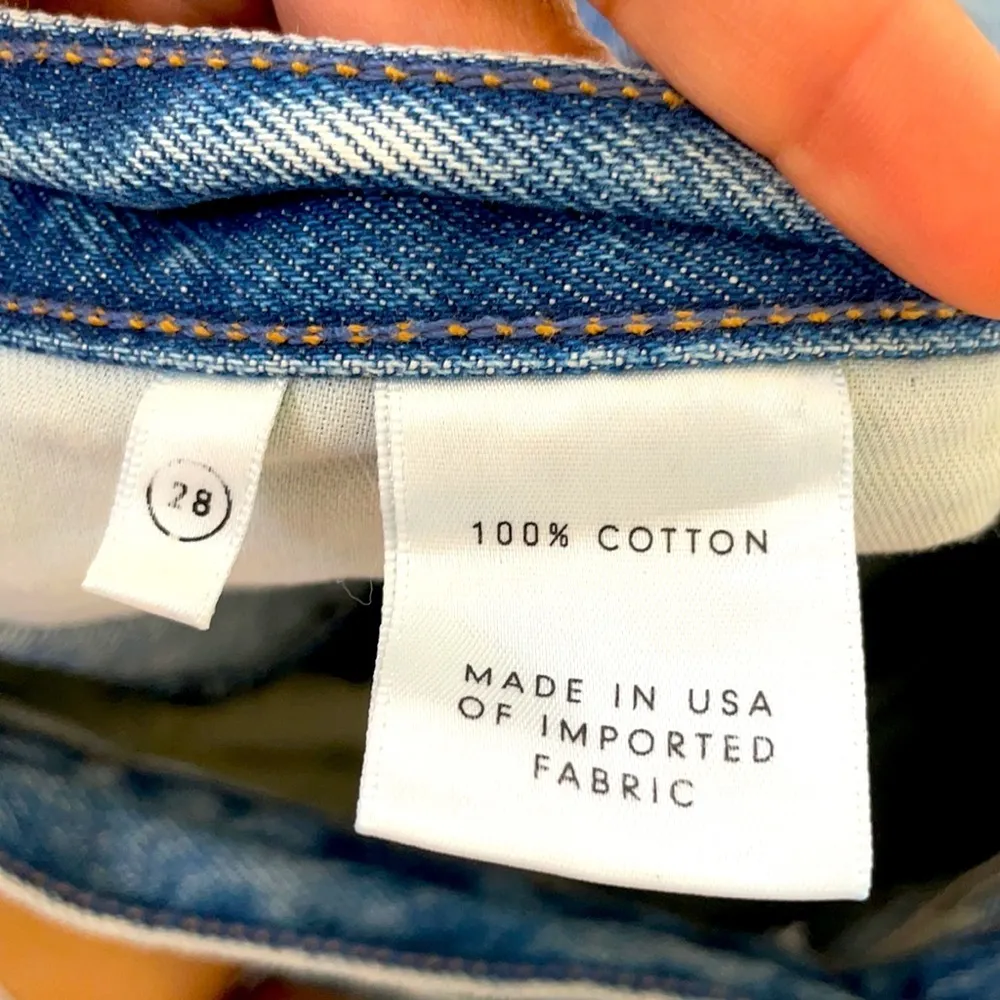 28
100% COTTON
MADE IN USA
OF IMPORTED
FABRIC